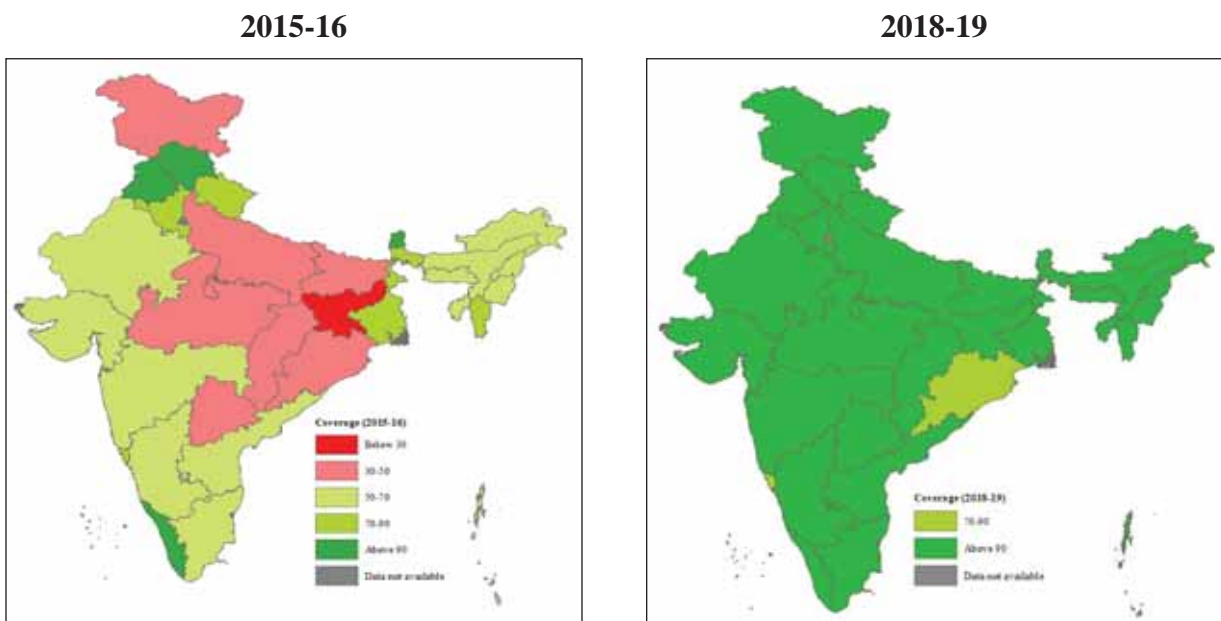 2015-16
2018-19
Coverage (2015-16)
Below 30
30-50
50-70
70-90
Above 90
Data not available
Coverage (2018-19)
70-90
Above 90
Data not available